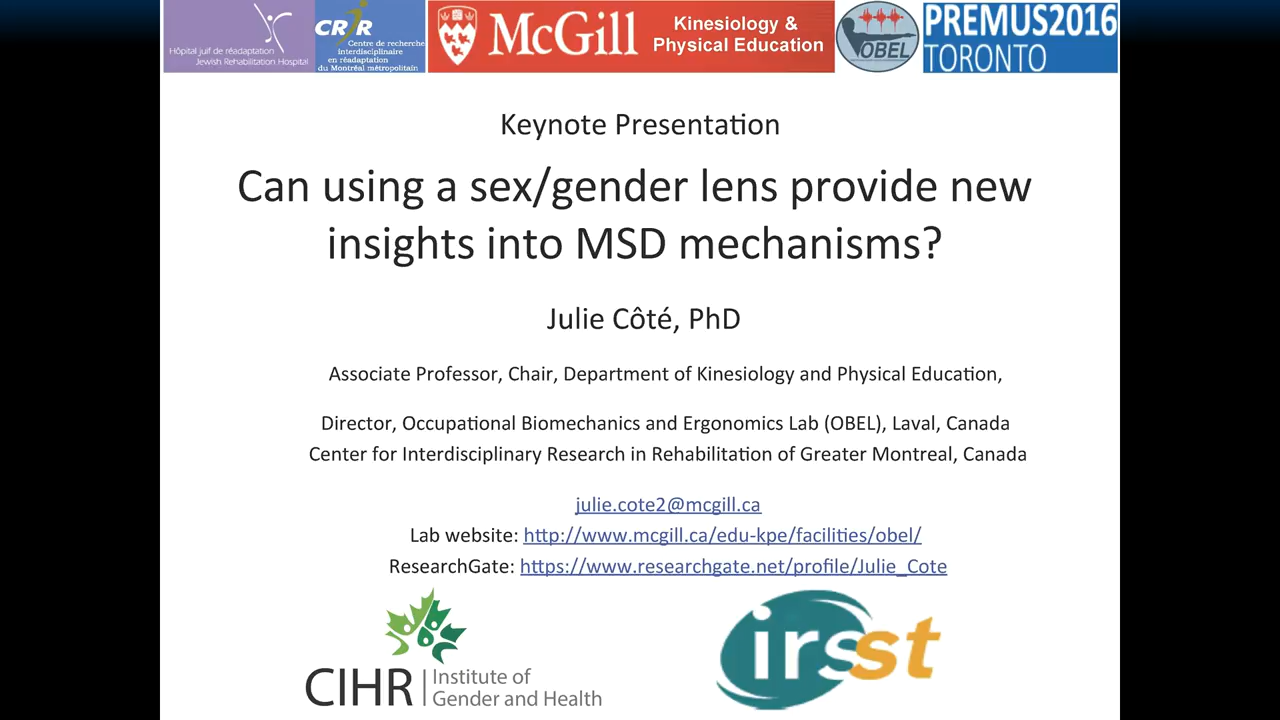 Hôpital juif de réadaptation
Jewish Rehabilitation Hospital
CRIR
Centre de recherche
interdisciplinaire
en réadaptation
du Montréal métropolitain
McGill
Kinesiology &
Physical Education
OBEL
PREMUS2016
TORONTO
Keynote Presentation
Can using a sex/gender lens provide new
insights into MSD mechanisms?
Julie Côté, PhD
Associate Professor, Chair, Department of Kinesiology and Physical Education,
Director, Occupational Biomechanics and Ergonomics Lab (OBEL), Laval, Canada
Center for Interdisciplinary Research in Rehabilitation of Greater Montreal, Canada
julie.cote2@mcgill.ca
Lab website: http://www.mcgill.ca/edu-kpe/facilities/obel/
ResearchGate: https://www.researchgate.net/profile/Julie_Cote
CIHR
Institute of
Gender and Health
irsst